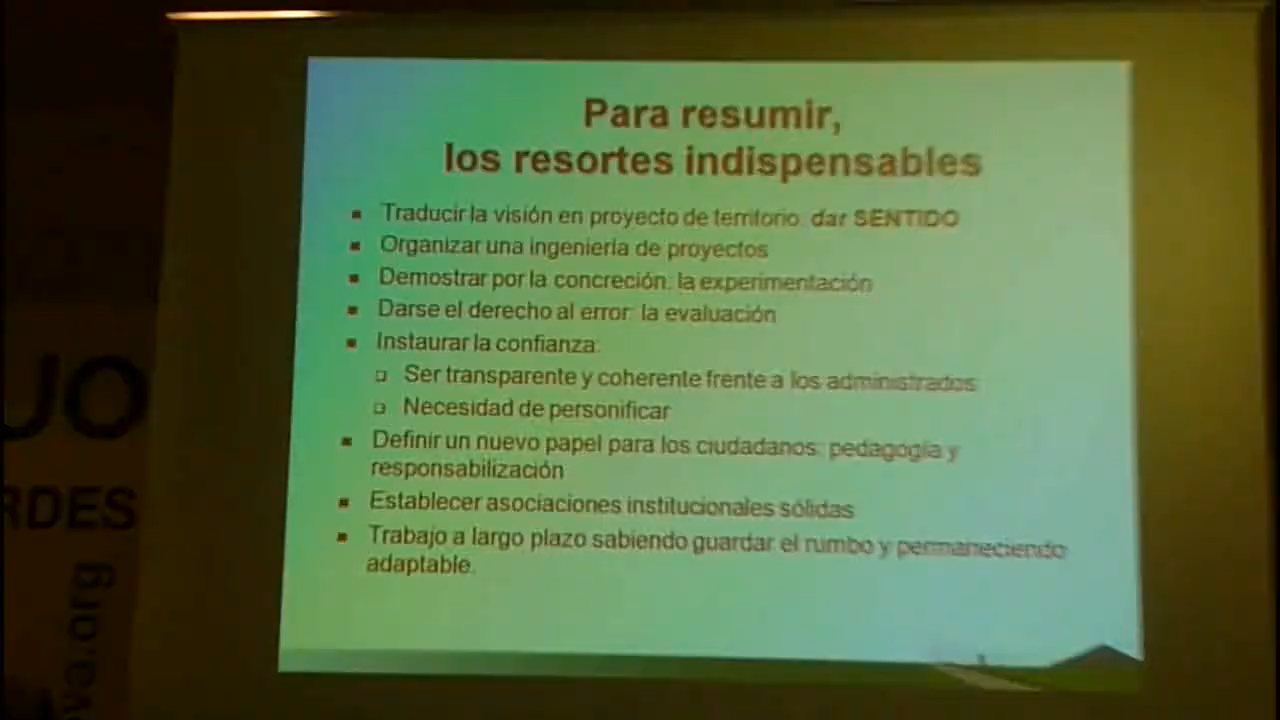 Para resumir,
los resortes indispensables
Traducir la visión en proyecto de territorio: dar SENTIDO
Organizar una ingeniería de proyectos
Demostrar por la concreción: la experimentación
Darse el derecho al error: la evaluación
Instaurar la confianza:
Ser transparente y coherente frente a los administrados
Necesidad de personificar
Definir un nuevo papel para los ciudadanos: pedagogía y
responsabilización
Establecer asociaciones institucionales sólidas
Trabajo a largo plazo sabiendo guardar el rumbo y permaneciendo
adaptable.
UO
RDES
va.org